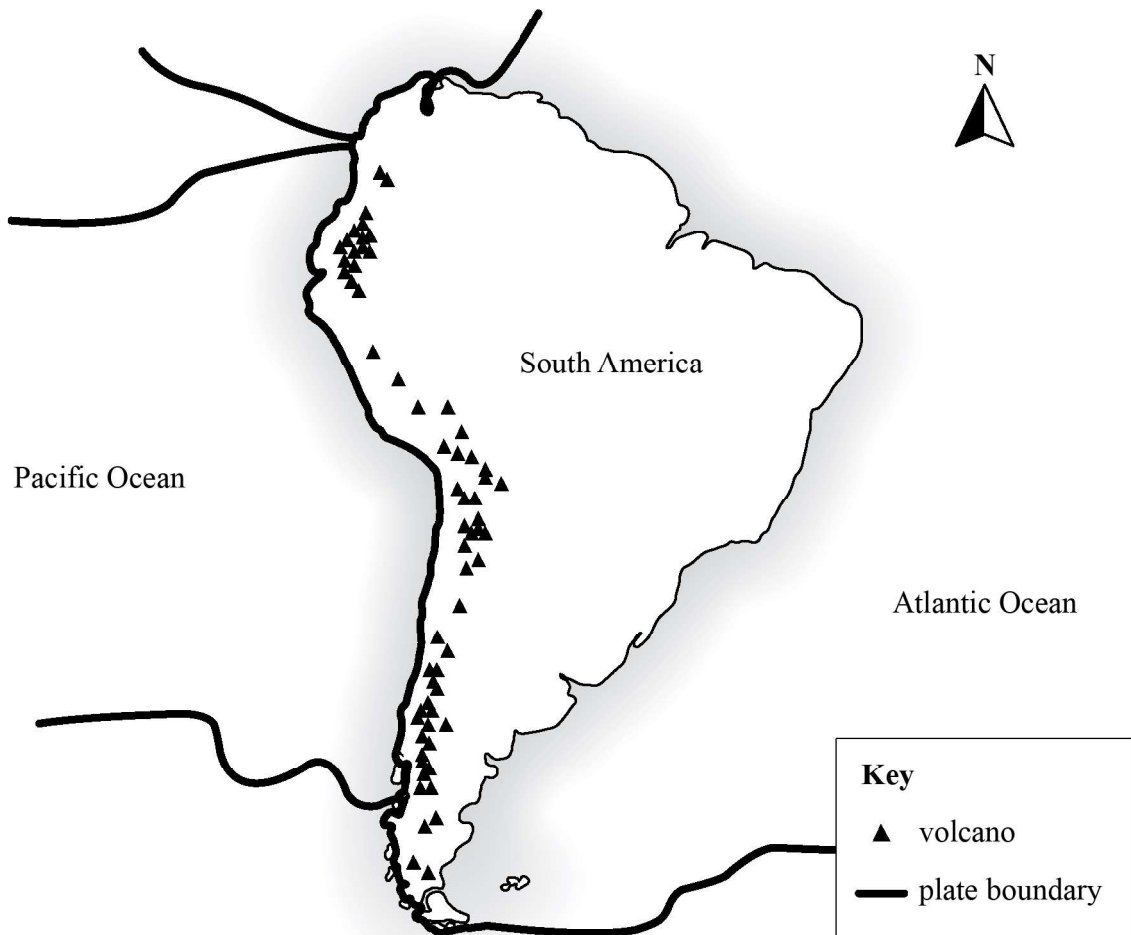 N
South America
Pacific Ocean
Atlantic Ocean
Key
volcano
plate boundary